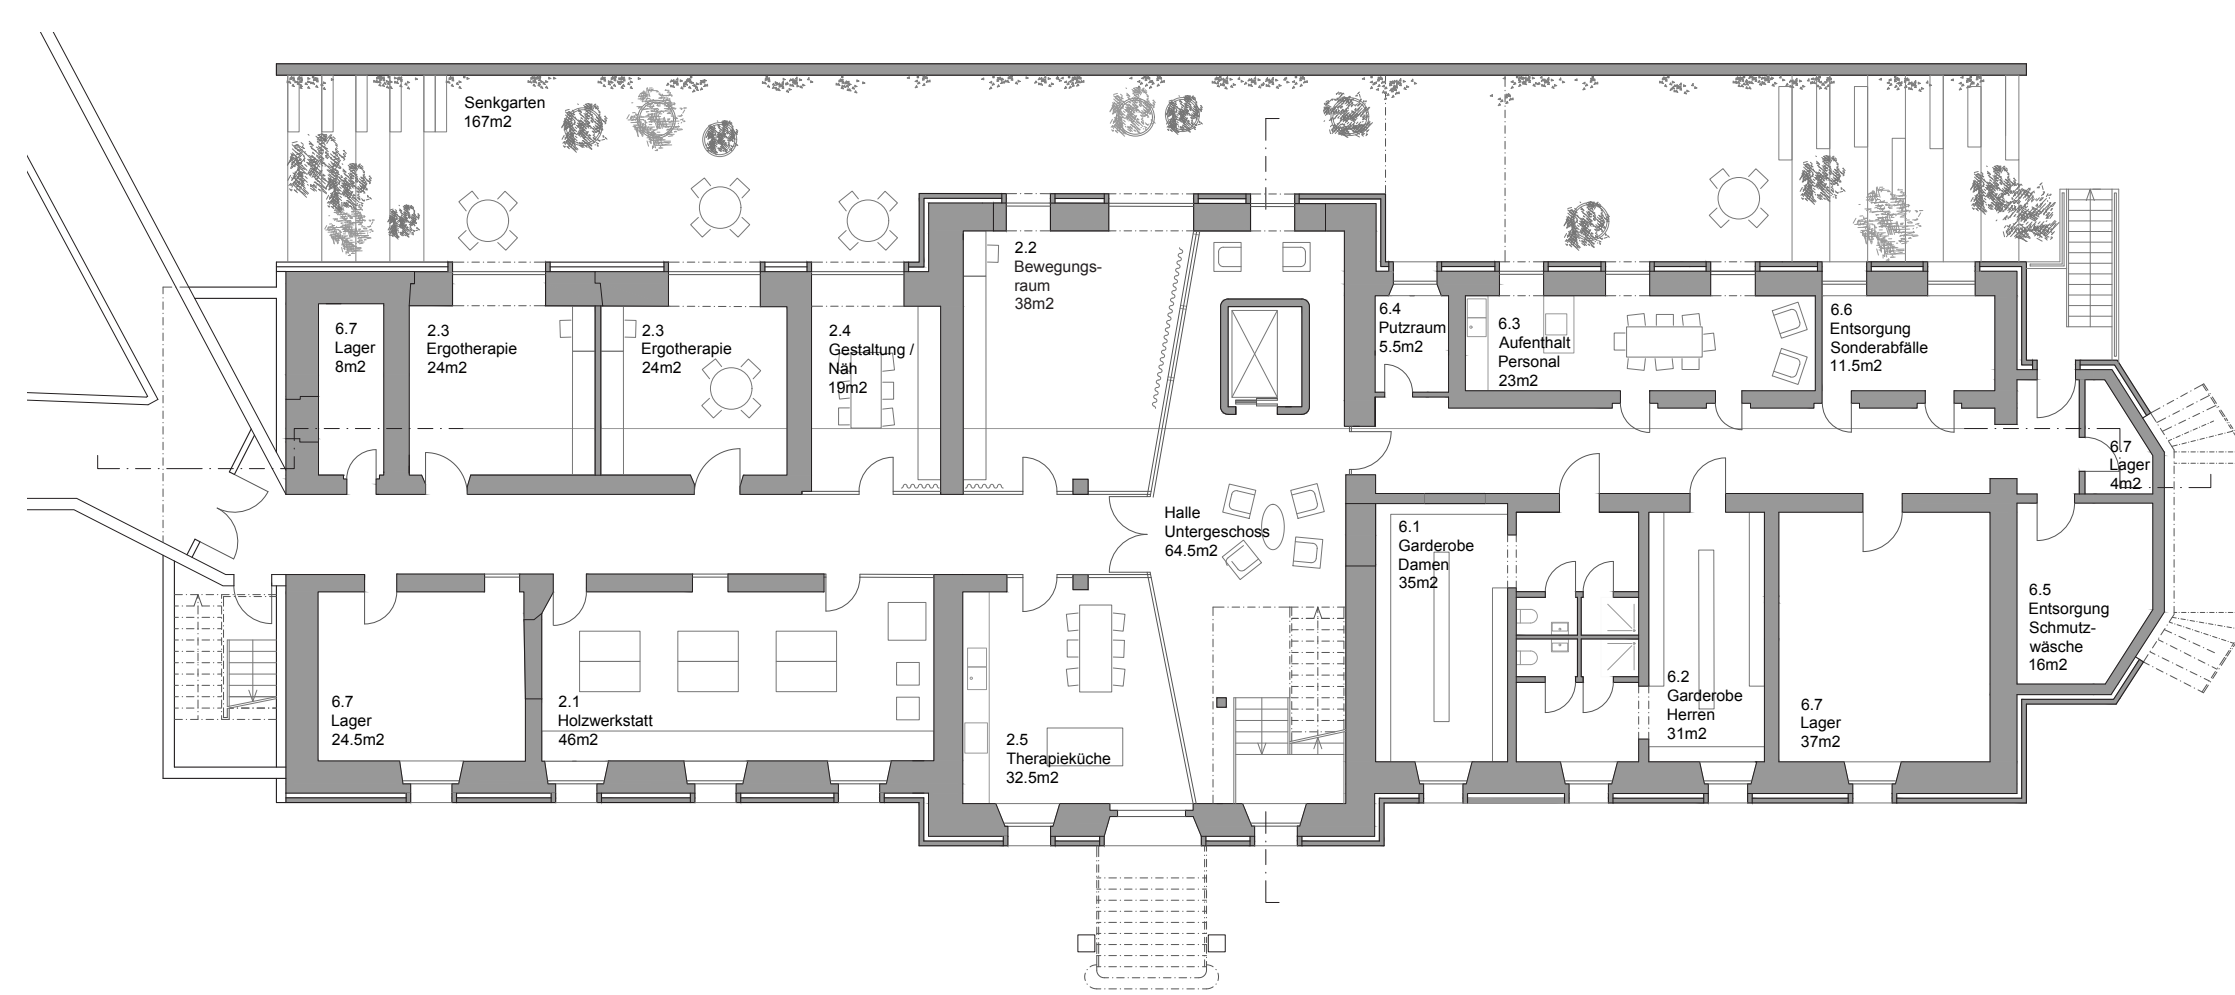 Senkgarten
167m2
2.2
Bewegungs-
raum
38m2
6.7
Lager
8m2
2.3
Ergotherapie
24m2
2.3
Ergotherapie
24m2
2.4
Gestaltung /
Näh
19m2
6.4
Putzraum
5.5m2
6.3
Aufenthalt
Personal
23m2
6.6
Entsorgung
Sonderabfälle
11.5m2
6.7
Lager
4m2
Halle
Untergeschoss
64.5m2
6.1
Garderobe
Damen
35m2
6.5
Entsorgung
Schmutz-
wäsche
16m2
6.7
Lager
24.5m2
2.1
Holzwerkstatt
46m2
2.5
Therapieküche
32.5m2
6.2
Garderobe
Herren
31m2
6.7
Lager
37m2